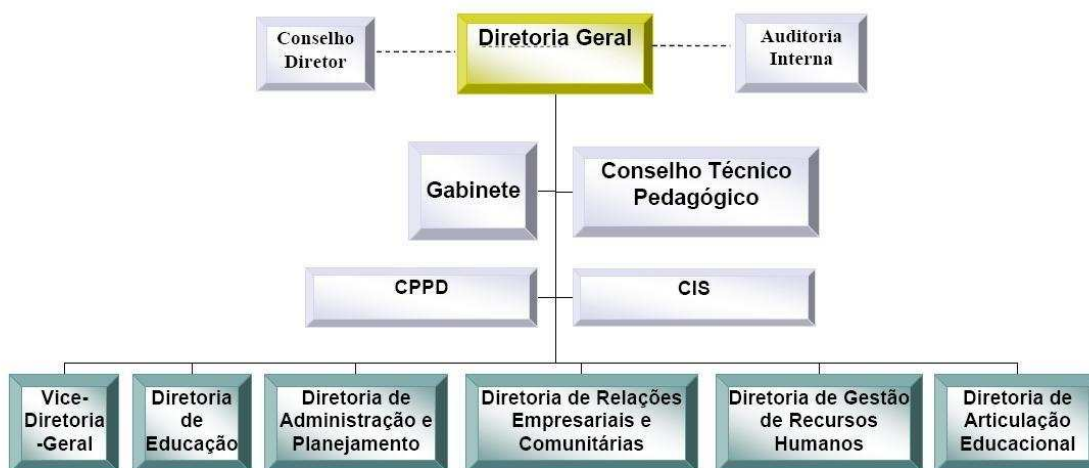 Conselho
Diretor
Diretoria Geral
Auditoria
Interna
Gabinete
Conselho Técnico
Pedagógico
CPPD
CIS
Vice-
Diretoria
-Geral
Diretoria
de
Educação
Diretoria de
Administração e
Planejamento
Diretoria de Relações
Empresariais e
Comunitárias
Diretoria de Gestão
de Recursos
Humanos
Diretoria de
Articulação
Educacional